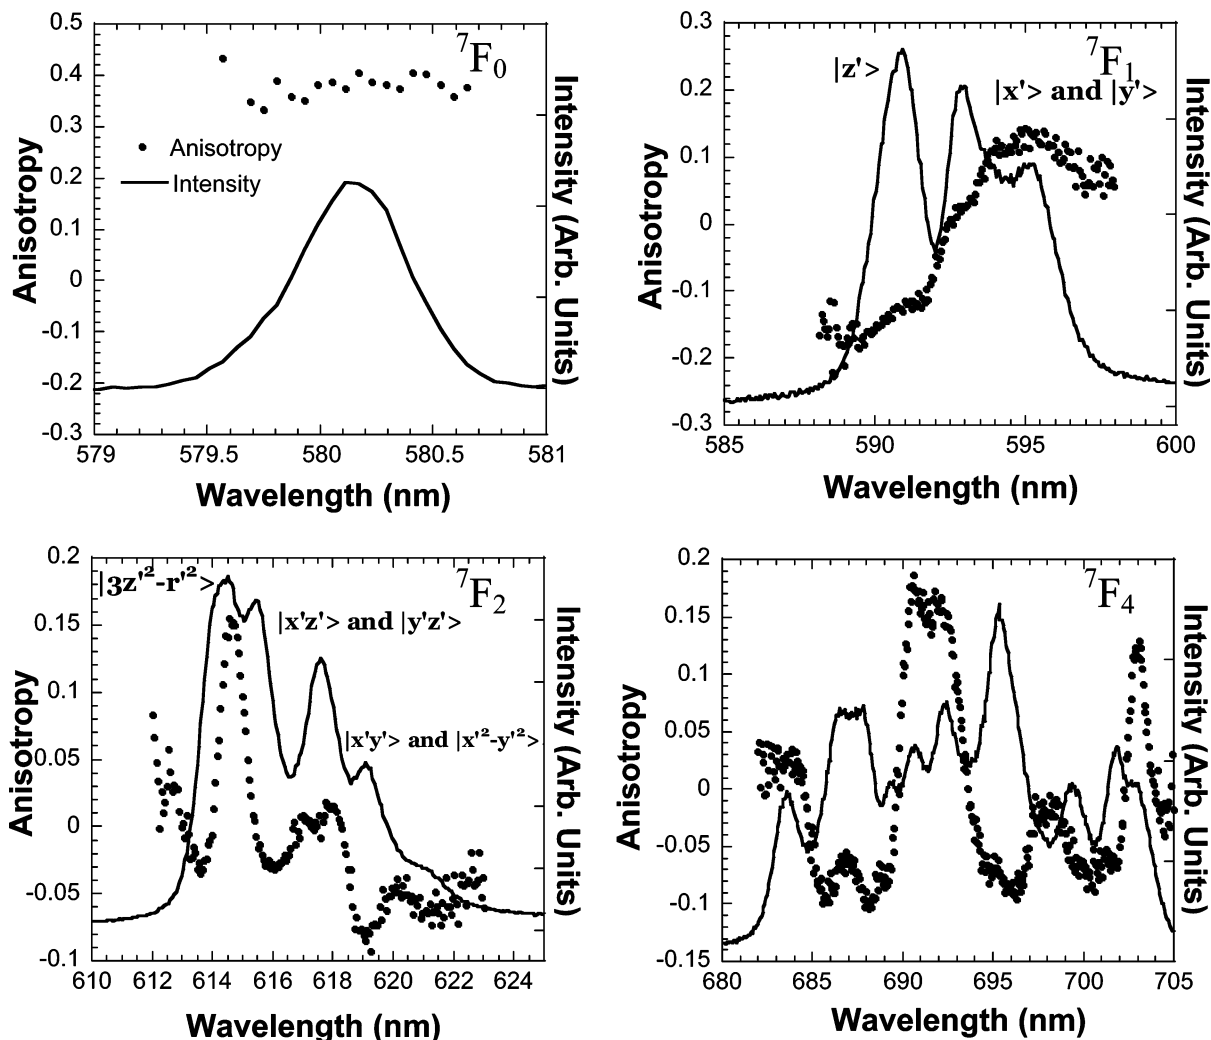 0.5
0.4
0.3
0.2
0.1
0
-0.1
-0.2
-0.3
579
579.5
580
580.5
581
Anisotropy
Wavelength (nm)
Intensity (Arb. Units)
⁷F₀
Anisotropy
Intensity
0.3
0.2
0.1
0
-0.1
-0.2
-0.3
585
590
595
600
Anisotropy
Wavelength (nm)
Intensity (Arb. Units)
⁷F₁
|z'>
|x'> and |y'>
0.2
0.15
0.1
0.05
0
-0.05
-0.1
610
612
614
616
618
620
622
624
Anisotropy
Wavelength (nm)
Intensity (Arb. Units)
|3z'²-r'²>
⁷F₂
|x'z'> and |y'z'>
|x'y'> and |x'²-y'²>
0.2
0.15
0.1
0.05
0
-0.05
-0.1
-0.15
680
685
690
695
700
705
Anisotropy
Wavelength (nm)
Intensity (Arb. Units)
⁷F₄